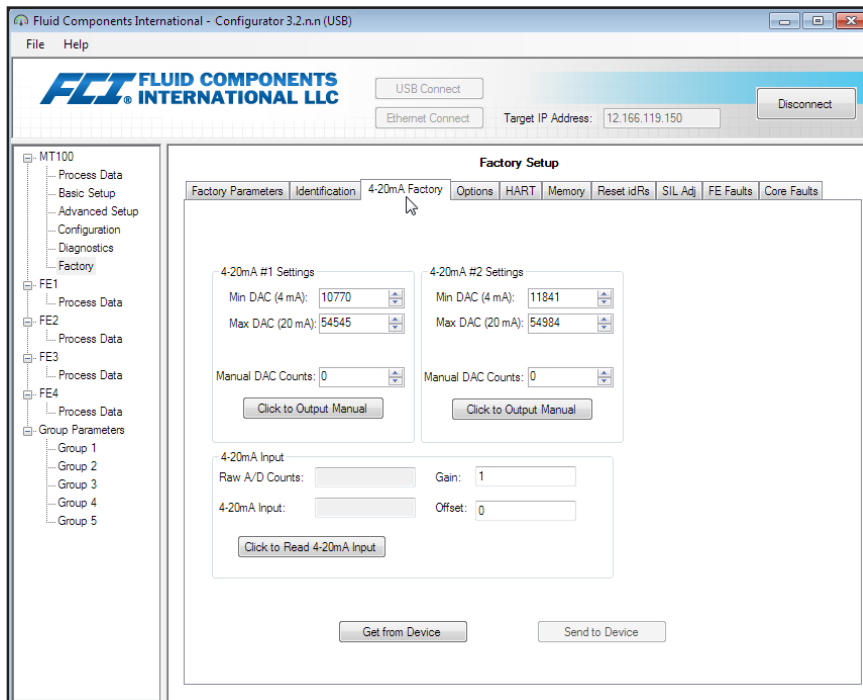 Fluid Components International - Configurator 3.2.n.n (USB)
File Help
FCI® FLUID COMPONENTS
INTERNATIONAL LLC
USB Connect
Ethernet Connect
Target IP Address: 12.166.119.150
Disconnect
MT100
Process Data
Basic Setup
Advanced Setup
Configuration
Diagnostics
Factory
FE1
Process Data
FE2
Process Data
FE3
Process Data
FE4
Process Data
Group Parameters
Group 1
Group 2
Group 3
Group 4
Group 5
Factory Setup
Factory Parameters Identification 4-20mA Factory Options HART Memory Reset idRs SIL Adj FE Faults Core Faults
4-20mA #1 Settings
Min DAC (4 mA): 10770
Max DAC (20 mA): 54545
Manual DAC Counts: 0
Click to Output Manual
4-20mA #2 Settings
Min DAC (4 mA): 11841
Max DAC (20 mA): 54984
Manual DAC Counts: 0
Click to Output Manual
4-20mA Input
Raw A/D Counts: Gain: 1
4-20mA Input: Offset: 0
Click to Read 4-20mA Input
Get from Device Send to Device